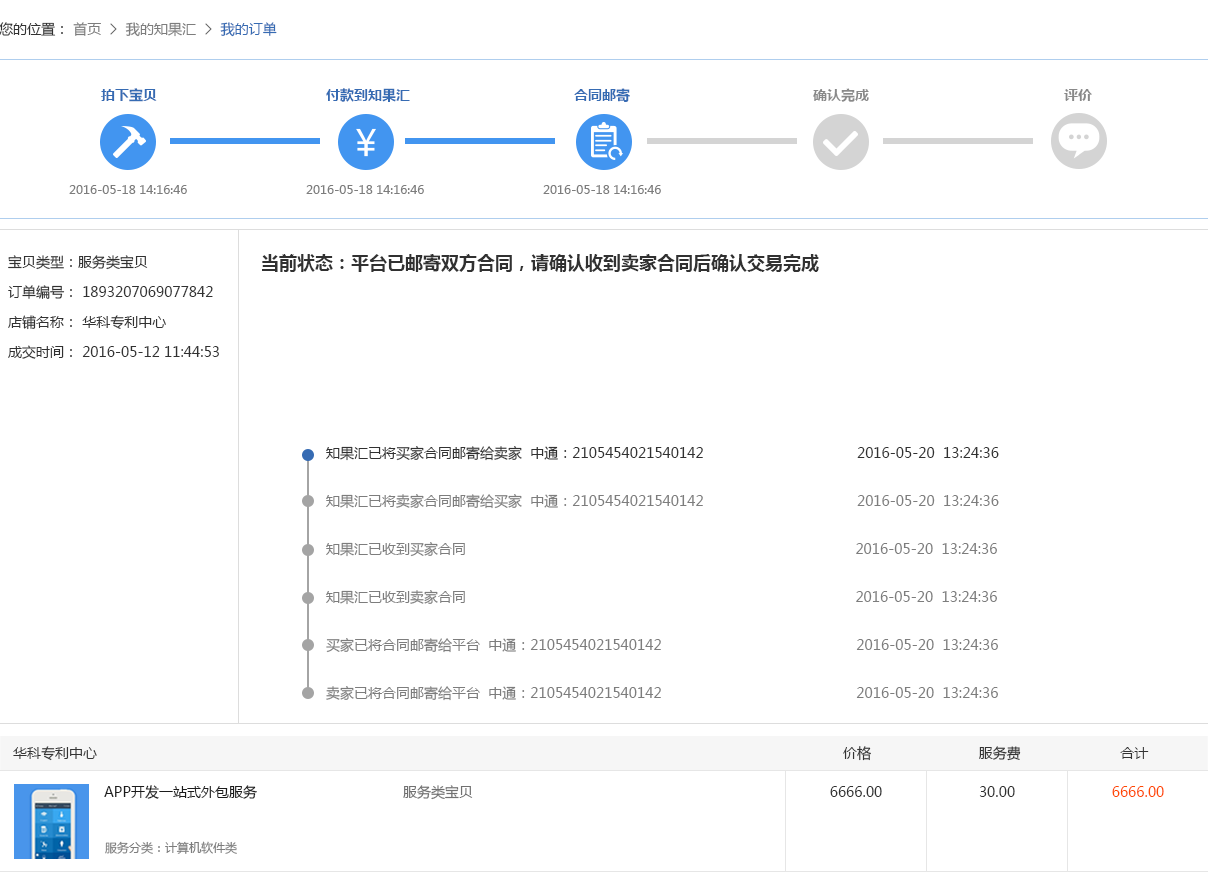 您的位置： 首页 > 我的知果汇 > 我的订单
拍下宝贝 付款到知果汇 合同邮寄 确认完成 评价
¥
2016-05-18 14:16:46 2016-05-18 14:16:46 2016-05-18 14:16:46
宝贝类型：服务类宝贝
订单编号： 1893207069077842
店铺名称： 华科专利中心
成交时间： 2016-05-12 11:44:53
当前状态：平台已邮寄双方合同，请确认收到卖家合同后确认交易完成
知果汇已将买家合同邮寄给卖家 中通：2105454021540142 2016-05-20 13:24:36
知果汇已将卖家合同邮寄给买家 中通：2105454021540142 2016-05-20 13:24:36
知果汇已收到买家合同 2016-05-20 13:24:36
知果汇已收到卖家合同 2016-05-20 13:24:36
买家已将合同邮寄给平台 中通：2105454021540142 2016-05-20 13:24:36
卖家已将合同邮寄给平台 中通：2105454021540142 2016-05-20 13:24:36
华科专利中心 价格 服务费 合计
APP开发一站式外包服务 服务类宝贝 6666.00 30.00 6666.00
服务分类：计算机软件类